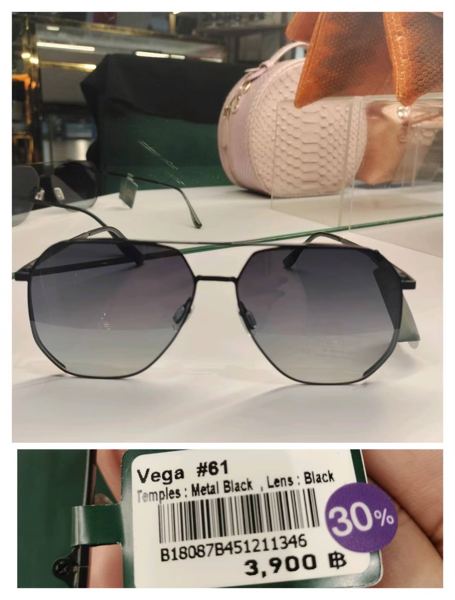 Vega #61
Temples : Metal Black , Lens : Black
30%
B18087B451211346
3,900 ฿